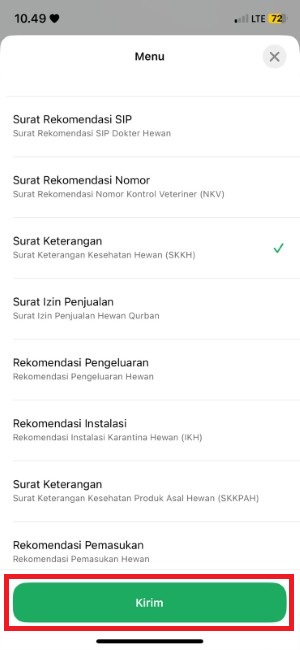 10.49
LTE 72
Menu
Surat Rekomendasi SIP
Surat Rekomendasi SIP Dokter Hewan
Surat Rekomendasi Nomor
Surat Rekomendasi Nomor Kontrol Veteriner (NKV)
Surat Keterangan
Surat Keterangan Kesehatan Hewan (SKKH)
Surat Izin Penjualan
Surat Izin Penjualan Hewan Qurban
Rekomendasi Pengeluaran
Rekomendasi Pengeluaran Hewan
Rekomendasi Instalasi
Rekomendasi Instalasi Karantina Hewan (IKH)
Surat Keterangan
Surat Keterangan Kesehatan Produk Asal Hewan (SKKPAH)
Rekomendasi Pemasukan
Rekomendasi Pemasukan Hewan
Kirim